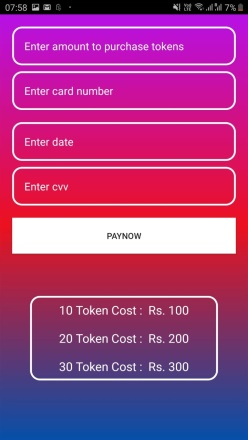 07:58
7%
Enter amount to purchase tokens
Enter card number
Enter date
Enter cvv
PAYNOW
10 Token Cost : Rs. 100
20 Token Cost : Rs. 200
30 Token Cost : Rs. 300